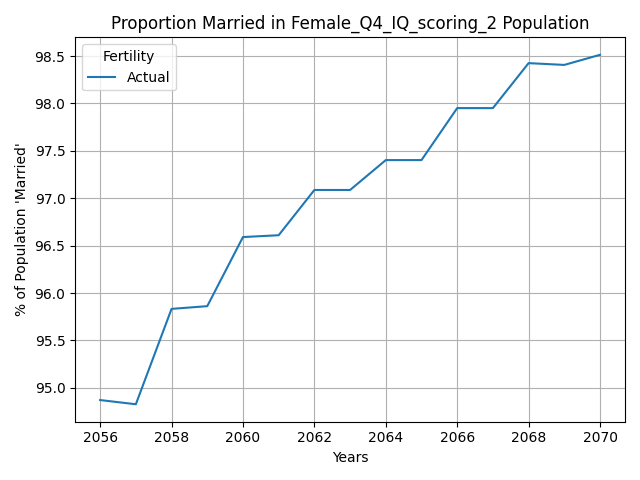 Proportion Married in Female_Q4_IQ_scoring_2 Population
Fertility
Actual
% of Population 'Married'
98.5
98.0
97.5
97.0
96.5
96.0
95.5
95.0
2056 2058 2060 2062 2064 2066 2068 2070
Years